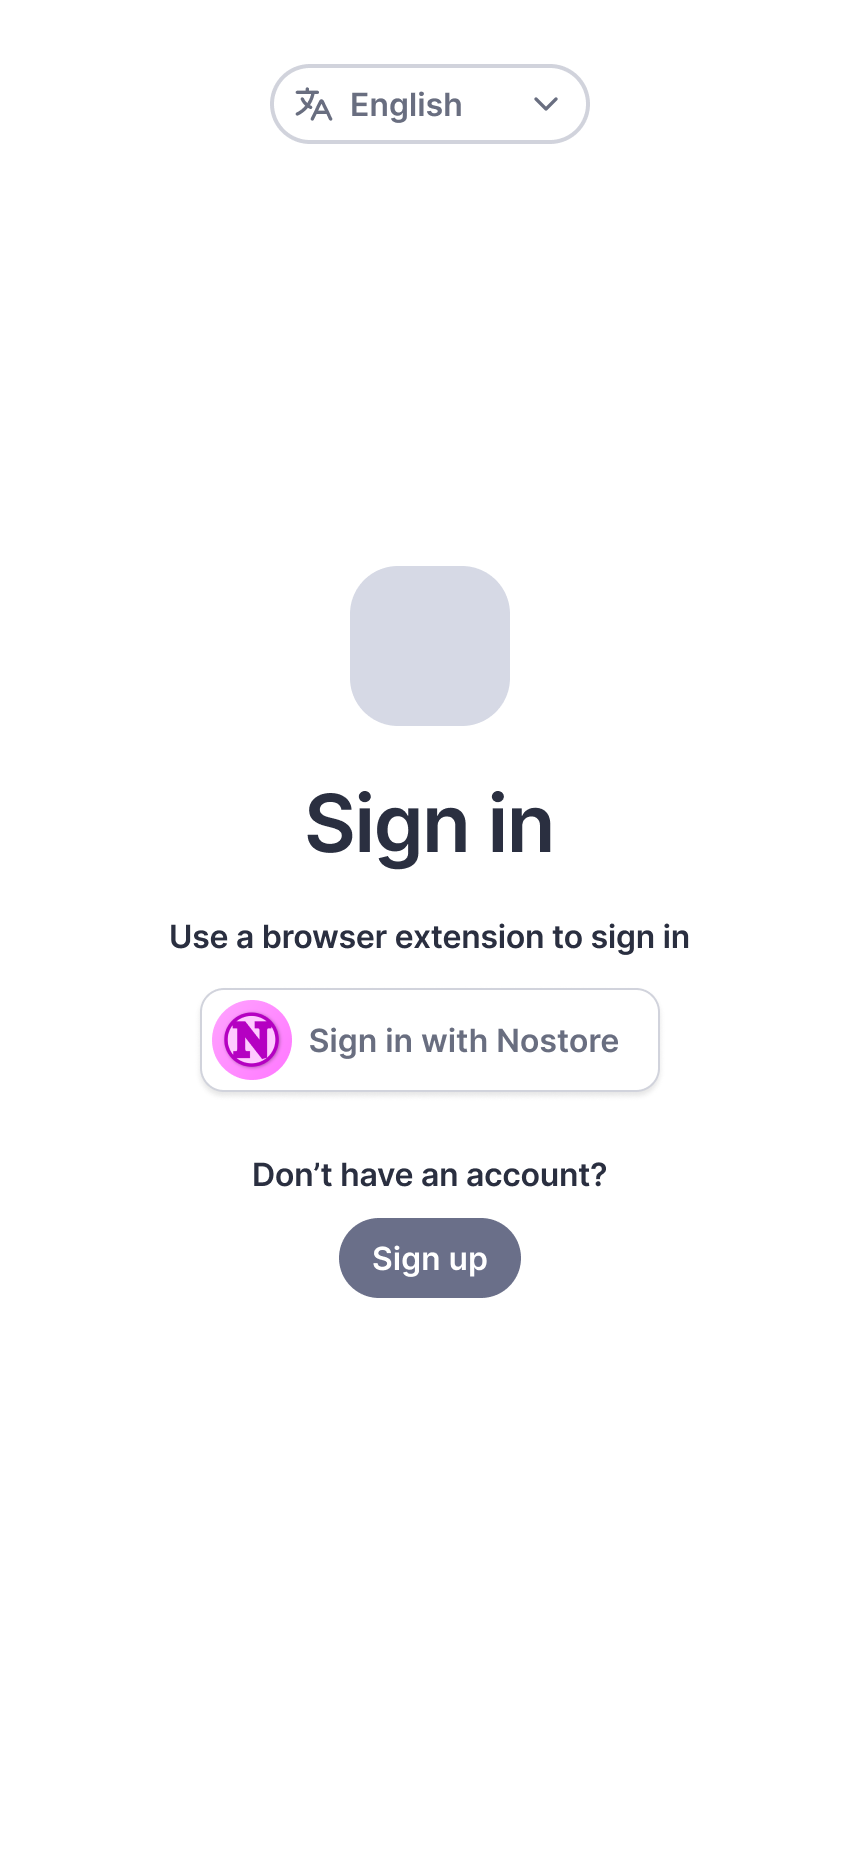 English
Sign in
Use a browser extension to sign in
N
Sign in with Nostore
Don’t have an account?
Sign up